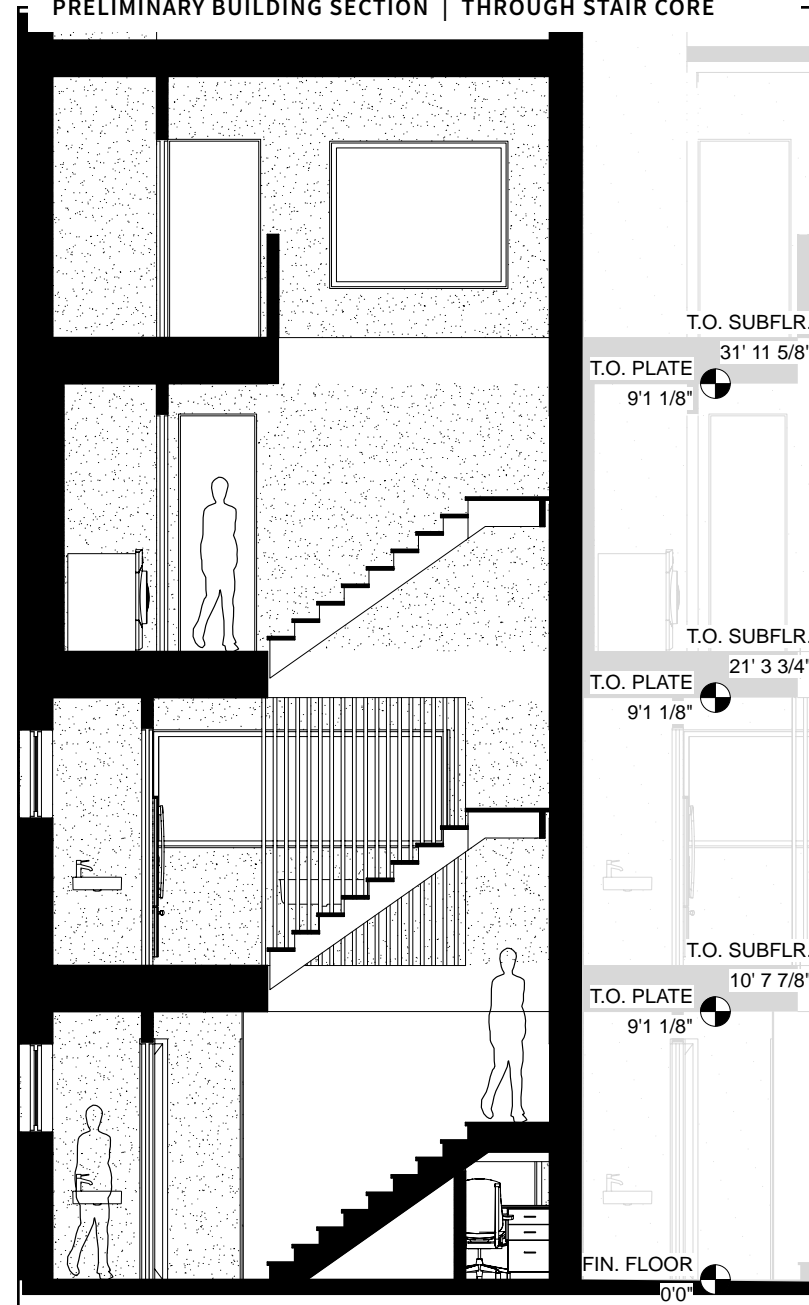 PRELIMINARY BUILDING SECTION | THROUGH STAIR CORE
T.O. SUBFLR.
31' 11 5/8"
T.O. PLATE
9'1 1/8"
T.O. SUBFLR.
21' 3 3/4"
T.O. PLATE
9'1 1/8"
T.O. SUBFLR.
10' 7 7/8"
T.O. PLATE
9'1 1/8"
FIN. FLOOR
0'0"